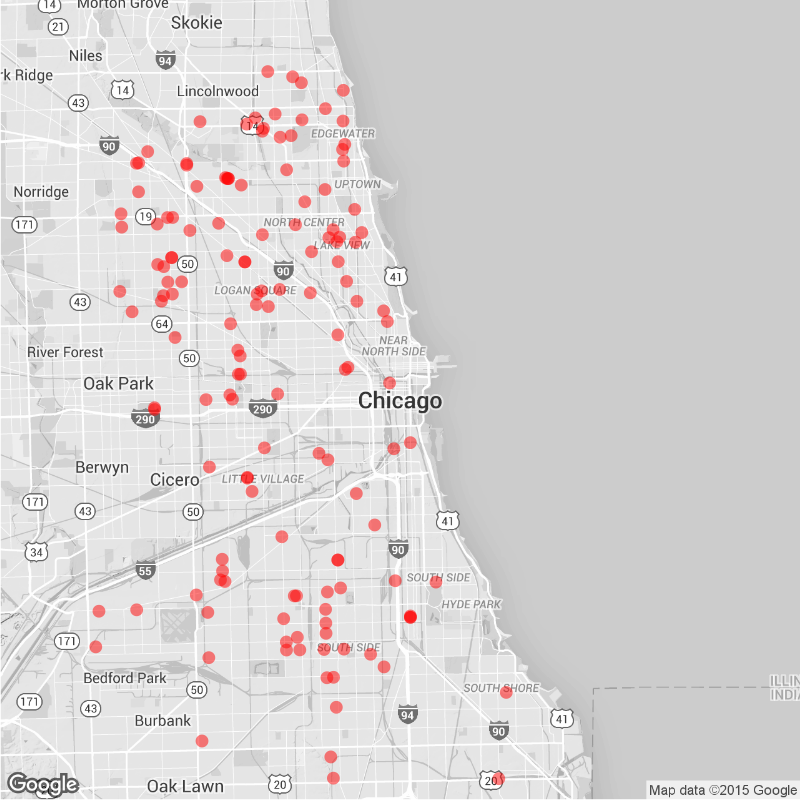 14
Morton Grove
21
Skokie
Niles
94
rk Ridge
14
Lincolnwood
43
14
EDGEWATER
90
UPTOWN
Norridge
171
19
NORTH CENTER
LAKE VIEW
50
90
41
LOGAN SQUARE
43
64
NEAR
NORTH SIDE
River Forest
50
Oak Park
Chicago
290
290
Berwyn
Cicero
LITTLE VILLAGE
171
43
50
41
34
90
55
SOUTH SIDE
HYDE PARK
171
SOUTH SIDE
Bedford Park
50
SOUTH SHORE
ILLIN
INDIA
171
43
Burbank
94
41
90
Google
Oak Lawn
20
20
Map data ©2015 Google